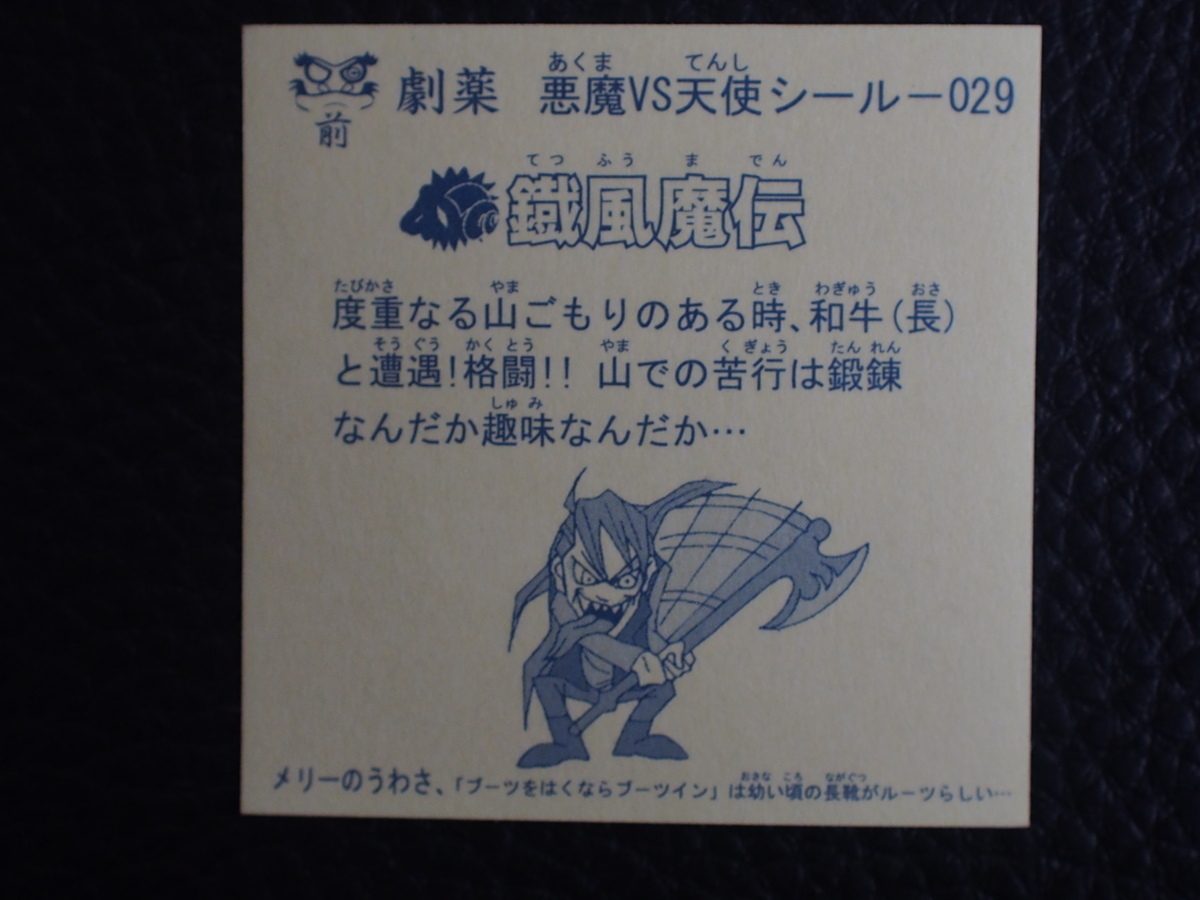 劇薬 悪魔VS天使シール－029
前
鐵風魔伝
度重なる山ごもりのある時、和牛(長)
と遭遇!格闘!! 山での苦行は鍛錬
なんだか趣味なんだか…
メリーのうわさ、「ブーツをはくならブーツイン」は幼い頃の長靴がルーツらしい…